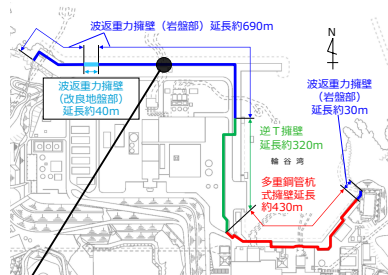 波返重力擁壁（岩盤部）延長約690m
N
波返重力擁壁
（改良地盤部）
延長約40m
波返重力擁壁
（岩盤部）
延長約30m
逆T擁壁
延長約320m
輪谷湾
多重鋼管杭
式擁壁延長
約430m